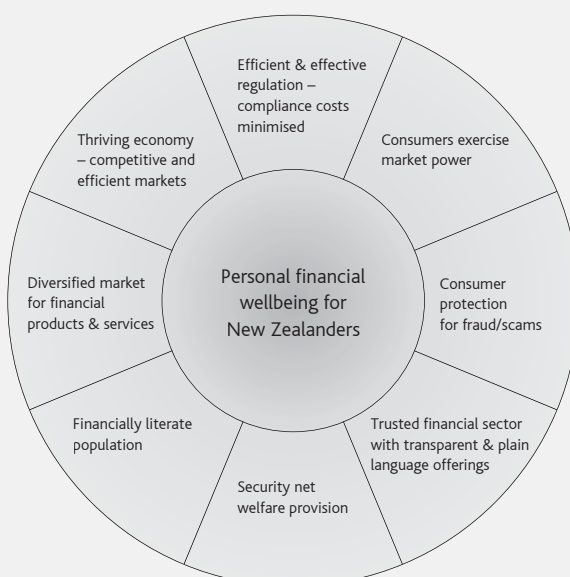 Efficient & effective
regulation –
compliance costs
minimised
Consumers exercise
market power
Consumer
protection
for fraud/scams
Trusted financial sector
with transparent & plain
language offerings
Security net
welfare provision
Financially literate
population
Diversified market
for financial
products & services
Thriving economy
– competitive and
efficient markets
Personal financial
wellbeing for
New Zealanders